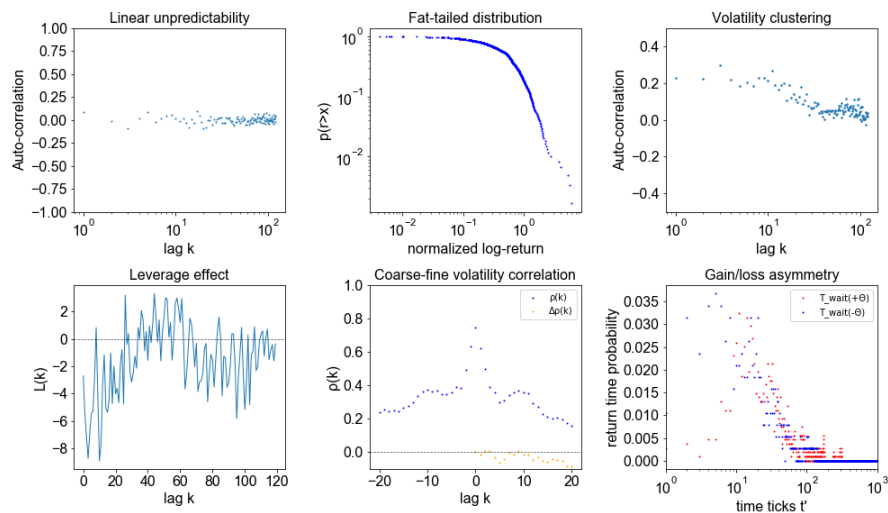 Linear unpredictability
Auto-correlation
1.00
0.75
0.50
0.25
0.00
−0.25
−0.50
−0.75
−1.00
10^0
10^1
10^2
lag k
Fat-tailed distribution
p(r>x)
10^0
10^−1
10^−2
10^−2
10^−1
10^0
10^1
normalized log-return
Volatility clustering
Auto-correlation
0.4
0.2
0.0
−0.2
−0.4
10^0
10^1
10^2
lag k
Leverage effect
L(k)
2
0
−2
−4
−6
−8
0
20
40
60
80
100
120
lag k
Coarse-fine volatility correlation
ρ(k)
Δρ(k)
ρ(k)
1.0
0.8
0.6
0.4
0.2
0.0
−20
−10
0
10
20
lag k
Gain/loss asymmetry
T_wait(+Θ)
T_wait(-Θ)
return time probability
0.035
0.030
0.025
0.020
0.015
0.010
0.005
0.000
10^0
10^1
10^2
10^3
time ticks t'